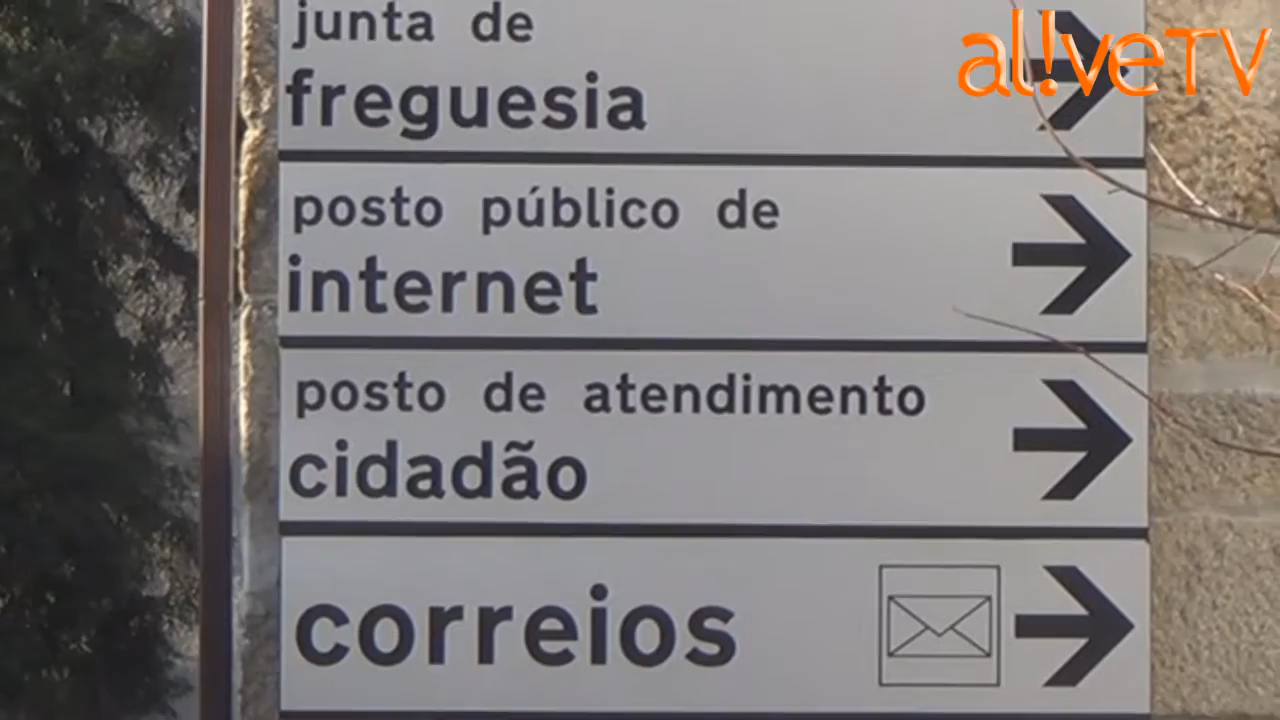 junta de
al!veTV
freguesia
posto público de
internet
posto de atendimento
cidadão
correios